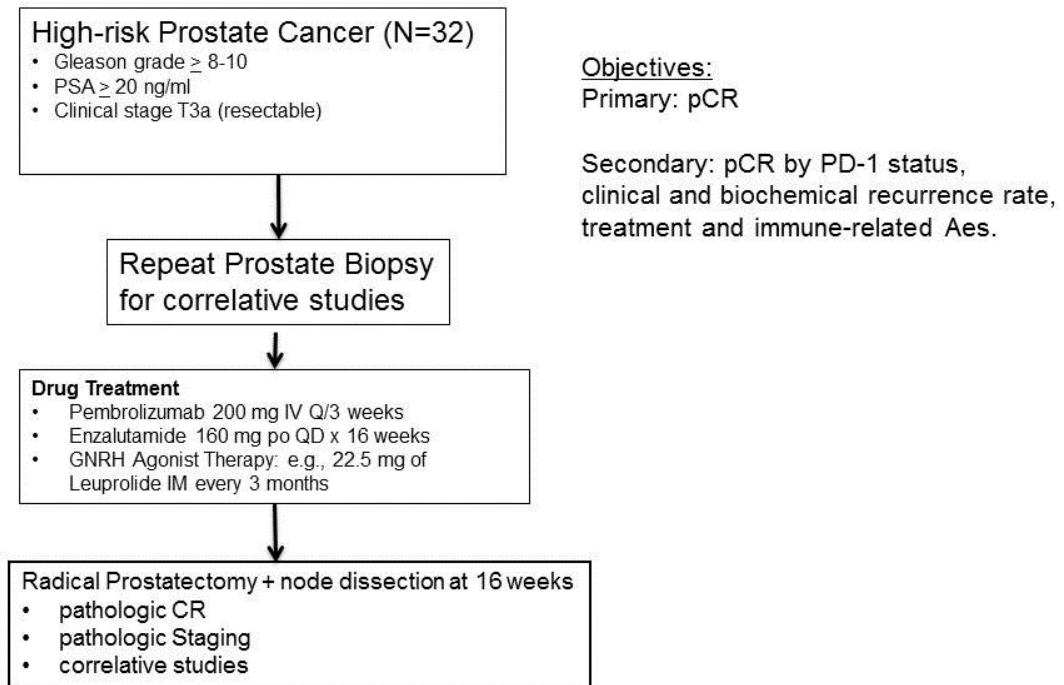 High-risk Prostate Cancer (N=32)
• Gleason grade ≥ 8-10
• PSA ≥ 20 ng/ml
• Clinical stage T3a (resectable)
Objectives:
Primary: pCR
Secondary: pCR by PD-1 status,
clinical and biochemical recurrence rate,
treatment and immune-related Aes.
Repeat Prostate Biopsy
for correlative studies
Drug Treatment
• Pembrolizumab 200 mg IV Q/3 weeks
• Enzalutamide 160 mg po QD x 16 weeks
• GNRH Agonist Therapy: e.g., 22.5 mg of
Leuprolide IM every 3 months
Radical Prostatectomy + node dissection at 16 weeks
• pathologic CR
• pathologic Staging
• correlative studies